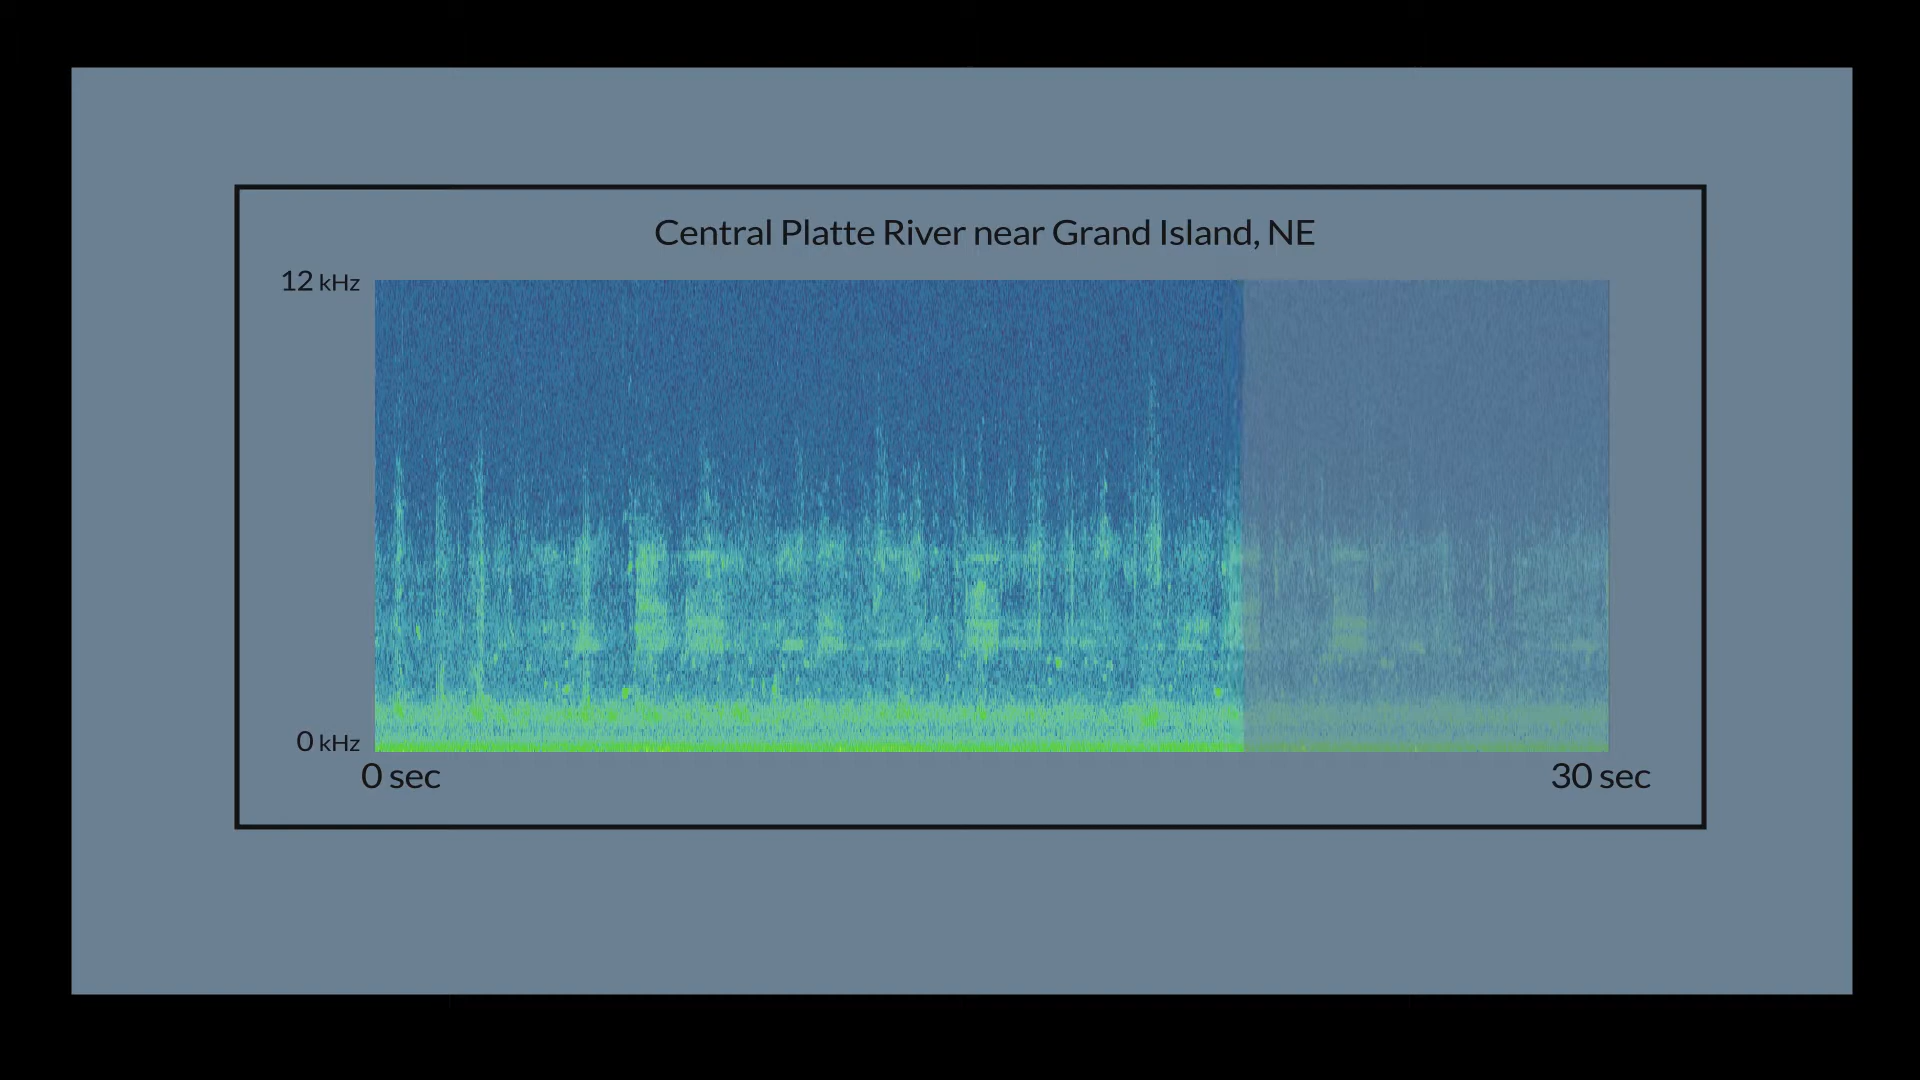 Central Platte River near Grand Island, NE
12 kHz
0 kHz
0 sec
30 sec